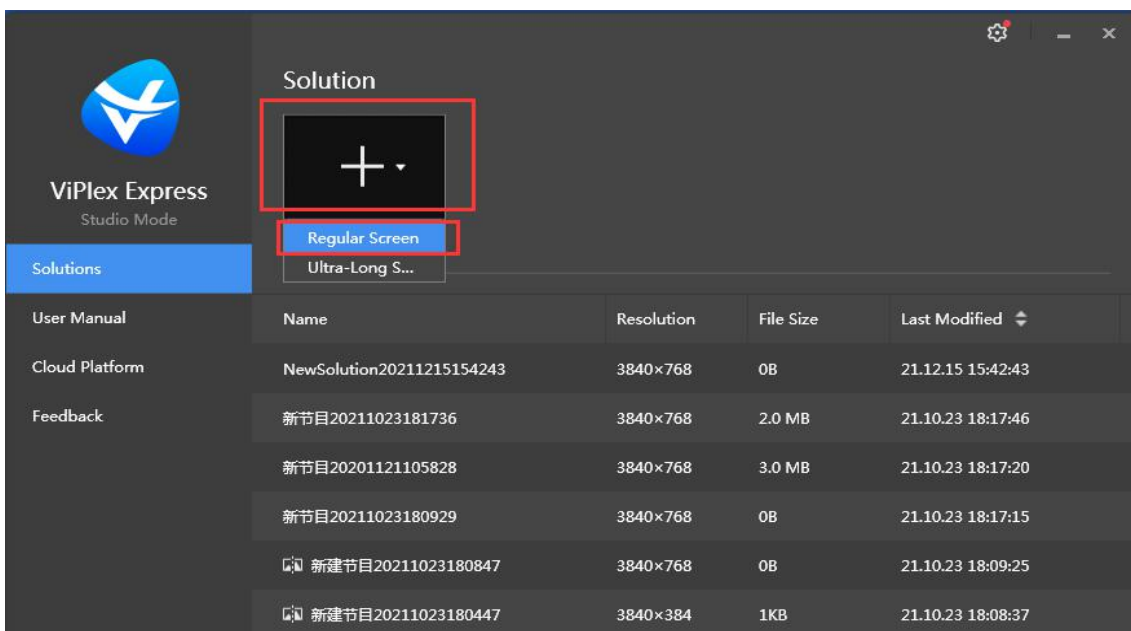 Solution
ViPlex Express
Studio Mode
Regular Screen
Ultra-Long S...
Solutions
User Manual
Cloud Platform
Feedback
Name Resolution File Size Last Modified
NewSolution20211215154243 3840×768 0B 21.12.15 15:42:43
新节目20211023181736 3840×768 2.0 MB 21.10.23 18:17:46
新节目20201121105828 3840×768 3.0 MB 21.10.23 18:17:20
新节目20211023180929 3840×768 0B 21.10.23 18:17:15
新建节目20211023180847 3840×768 0B 21.10.23 18:09:25
新建节目20211023180447 3840×384 1KB 21.10.23 18:08:37